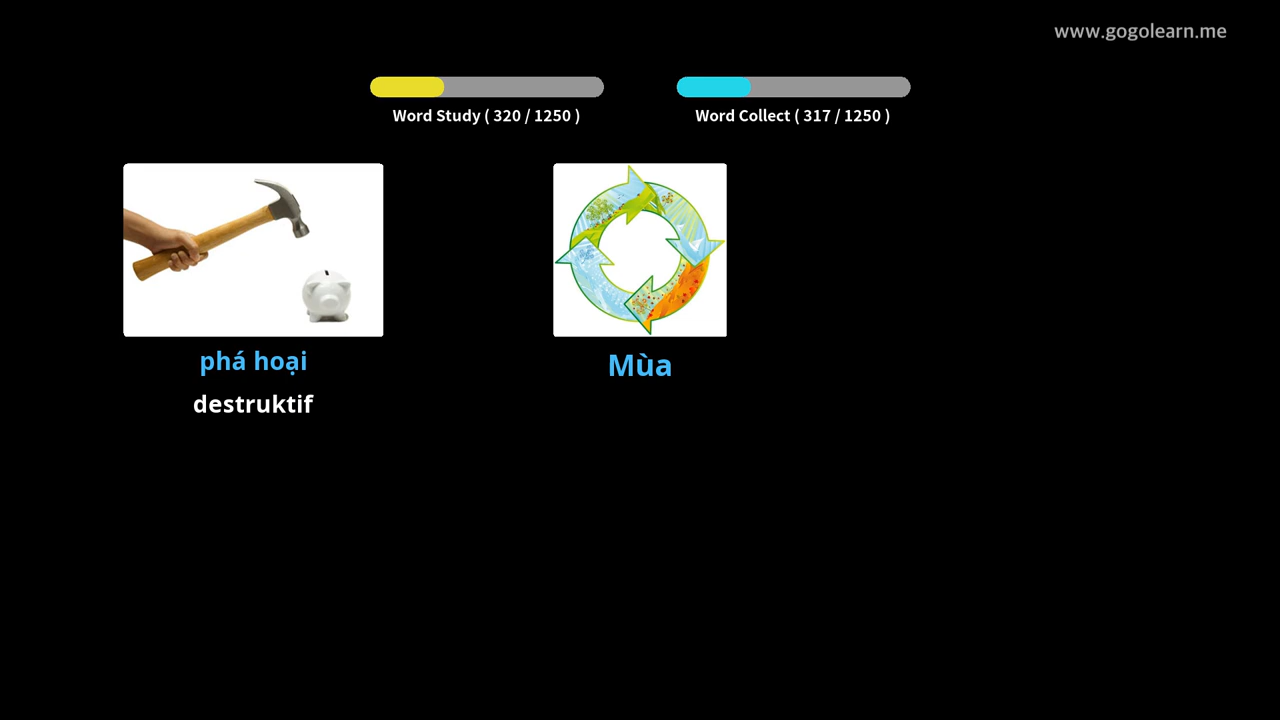 www.gogolearn.me
Word Study ( 320 / 1250 )
Word Collect ( 317 / 1250 )
phá hoại
destruktif
Mùa